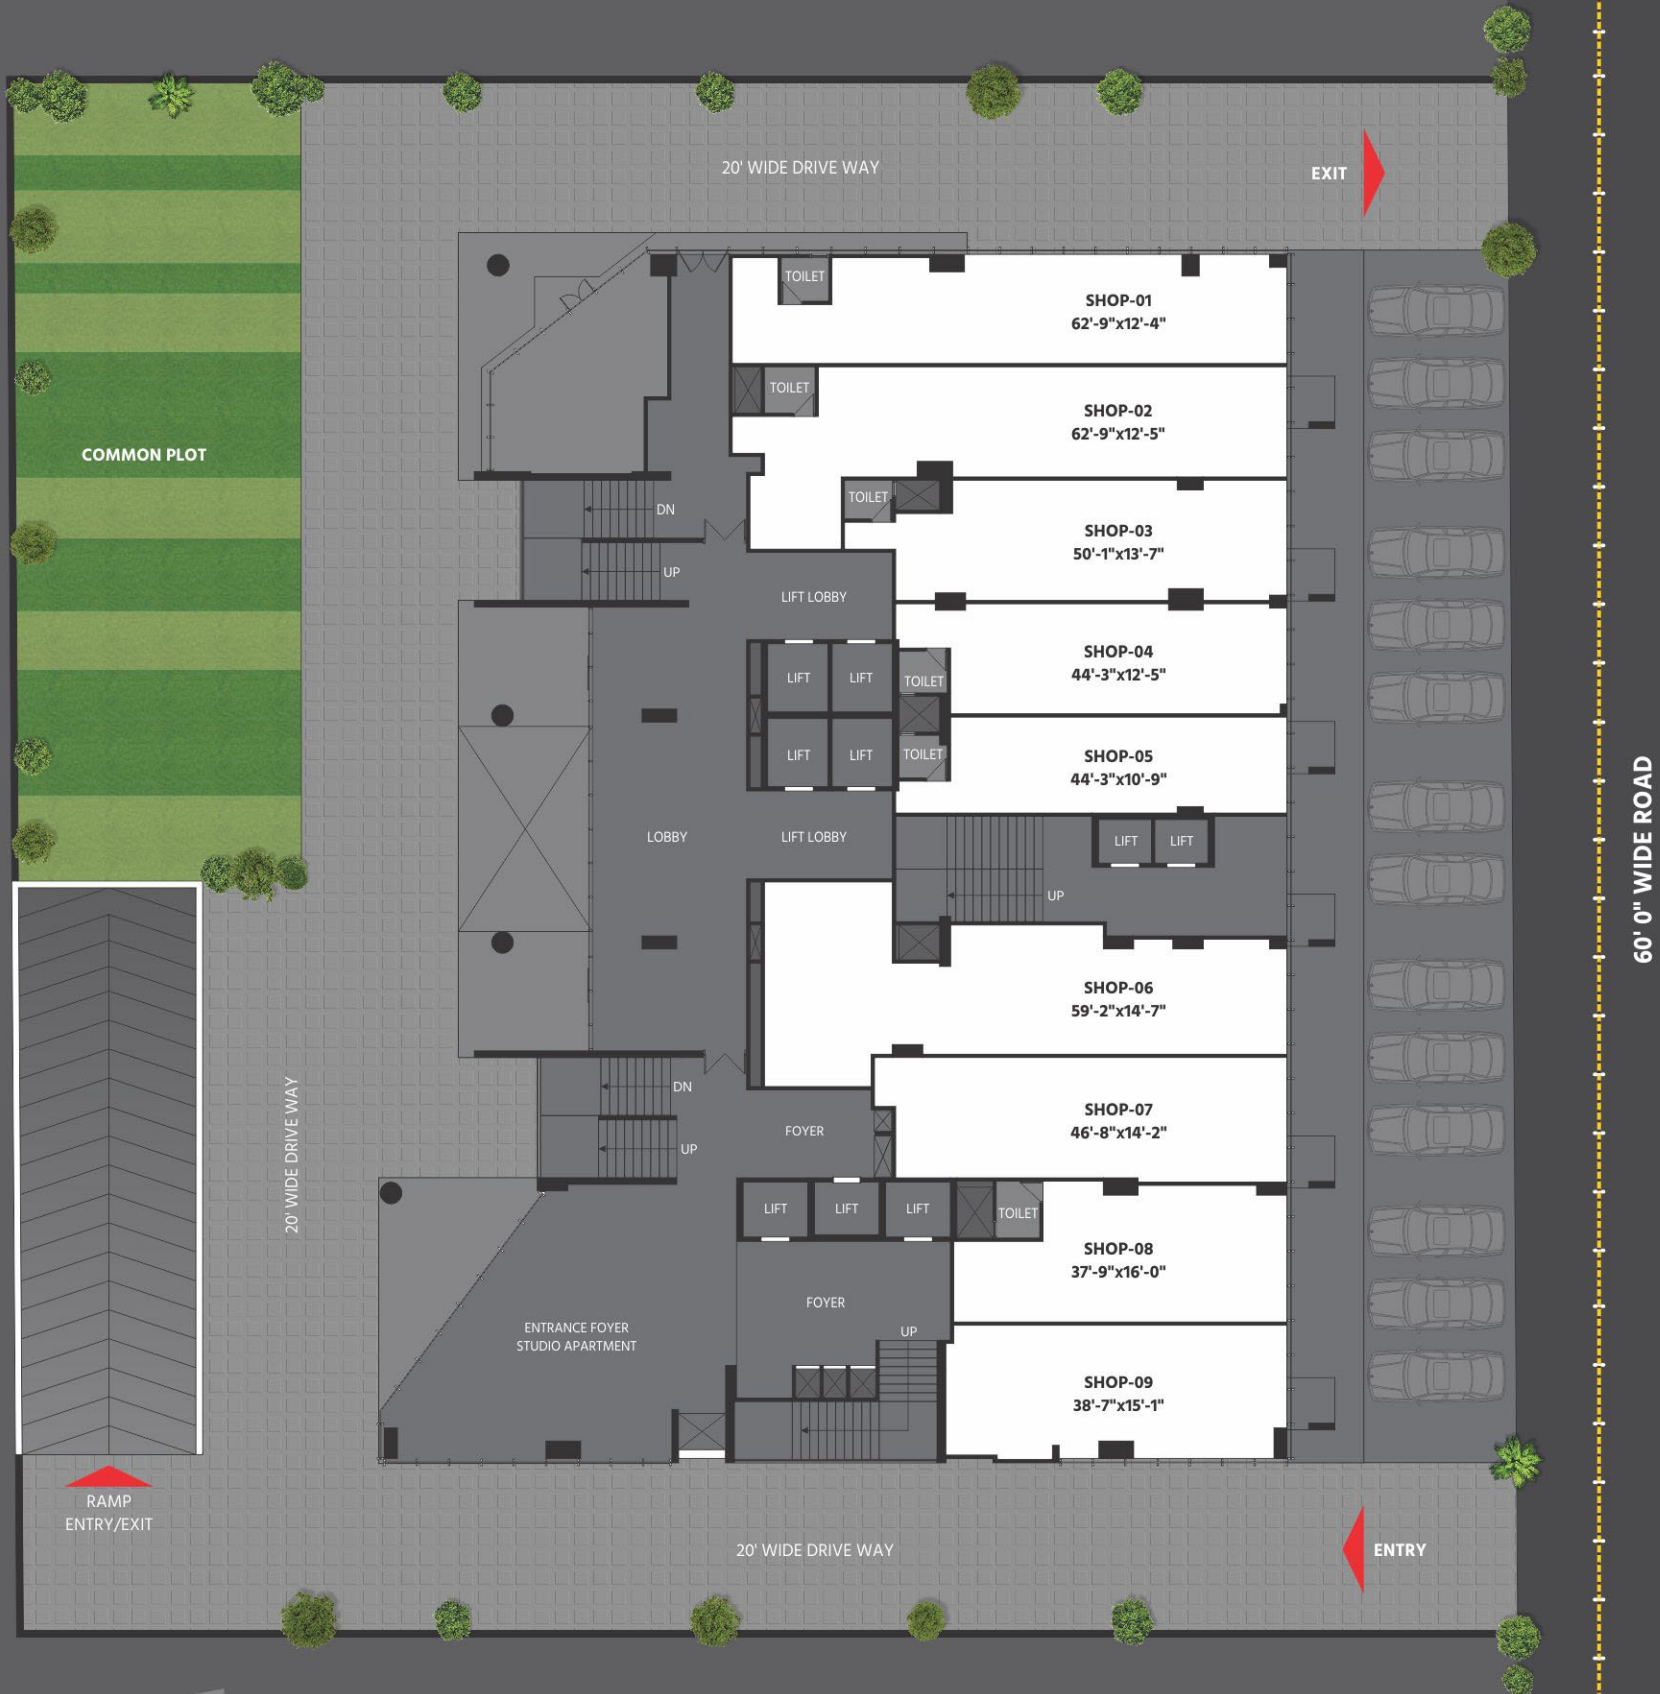 20' WIDE DRIVE WAY
EXIT
TOILET
SHOP-01
62'-9"x12'-4"
TOILET
SHOP-02
62'-9"x12'-5"
COMMON PLOT
TOILET
DN
SHOP-03
50'-1"x13'-7"
UP
LIFT LOBBY
SHOP-04
44'-3"x12'-5"
LIFT
LIFT
TOILET
LIFT
LIFT
TOILET
SHOP-05
44'-3"x10'-9"
LOBBY
LIFT LOBBY
LIFT
LIFT
UP
60' 0" WIDE ROAD
SHOP-06
59'-2"x14'-7"
DN
UP
FOYER
SHOP-07
46'-8"x14'-2"
20' WIDE DRIVE WAY
LIFT
LIFT
LIFT
TOILET
SHOP-08
37'-9"x16'-0"
FOYER
UP
ENTRANCE FOYER
STUDIO APARTMENT
SHOP-09
38'-7"x15'-1"
RAMP
ENTRY/EXIT
20' WIDE DRIVE WAY
ENTRY